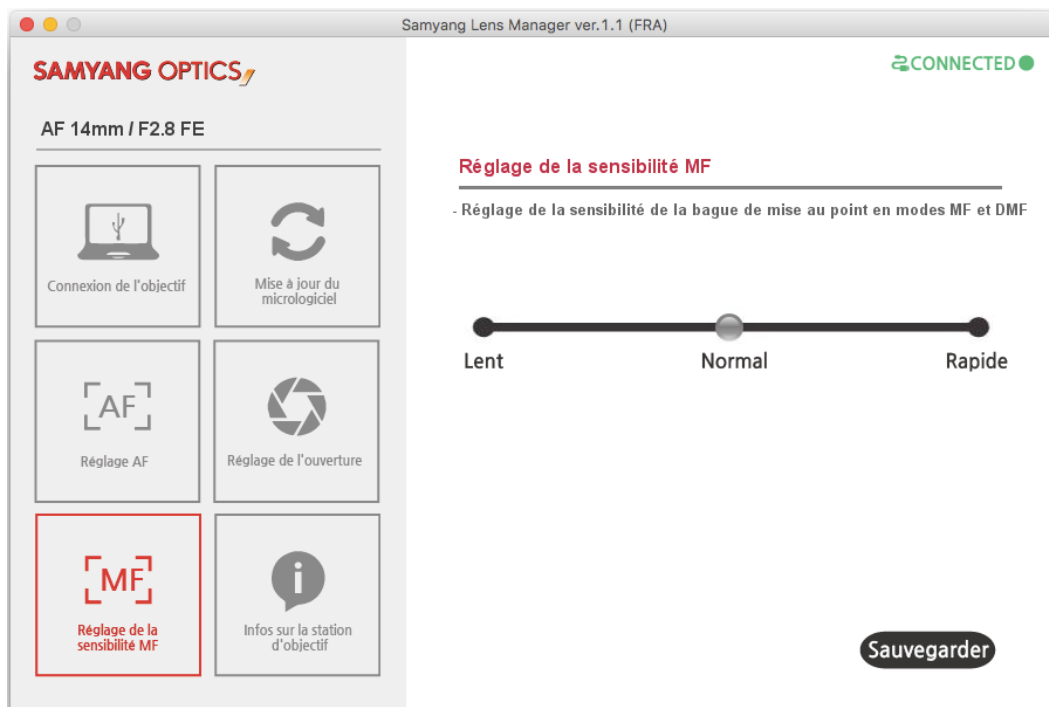 Samyang Lens Manager ver.1.1 (FRA)
SAMYANG OPTICS
CONNECTED
AF 14mm / F2.8 FE
Connexion de l'objectif
Mise à jour du
micrologiciel
AF
Réglage AF
Réglage de l'ouverture
MF
Réglage de la
sensibilité MF
i
Infos sur la station
d'objectif
Réglage de la sensibilité MF
- Réglage de la sensibilité de la bague de mise au point en modes MF et DMF
Lent Normal Rapide
Sauvegarder